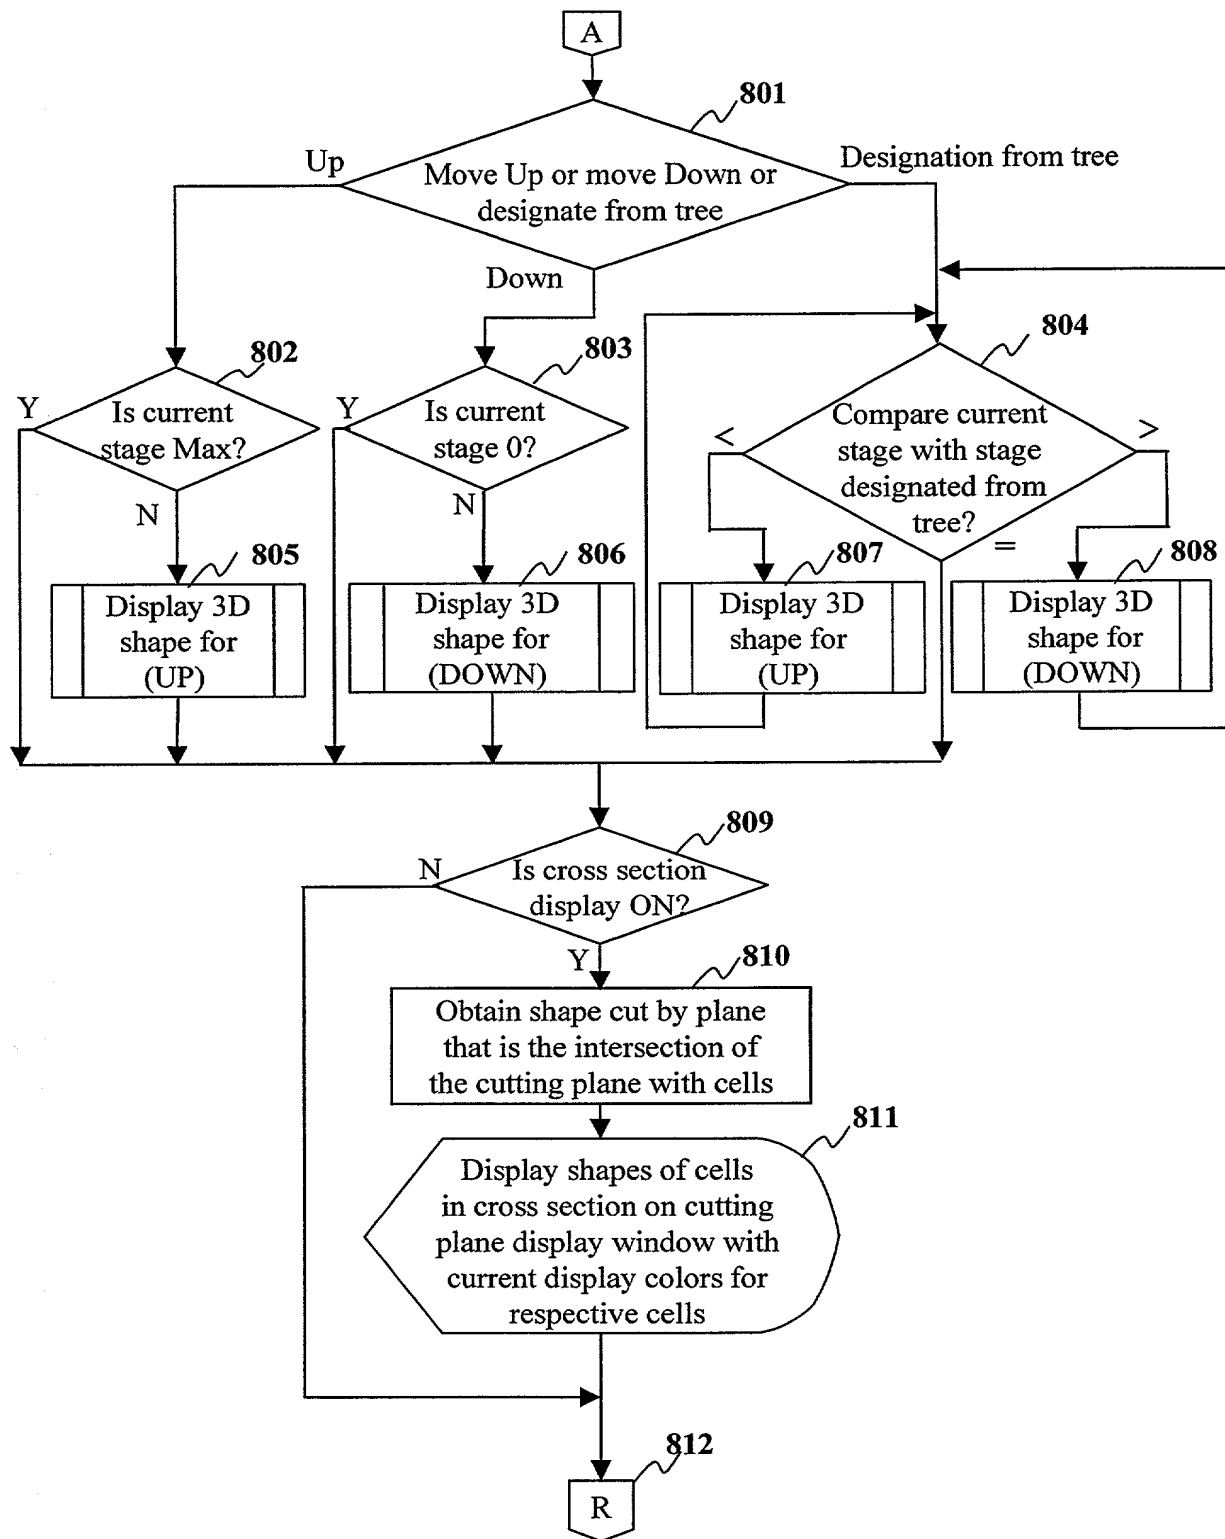 A
801
Up
Move Up or move Down or
designate from tree
Designation from tree
Down
802
Y
Is current
stage Max?
N
803
Y
Is current
stage 0?
N
804
<
Compare current
stage with stage
designated from
tree?
>
=
805
Display 3D
shape for
(UP)
806
Display 3D
shape for
(DOWN)
807
Display 3D
shape for
(UP)
808
Display 3D
shape for
(DOWN)
809
N
Is cross section
display ON?
Y
810
Obtain shape cut by plane
that is the intersection of
the cutting plane with cells
811
Display shapes of cells
in cross section on cutting
plane display window with
current display colors for
respective cells
812
R